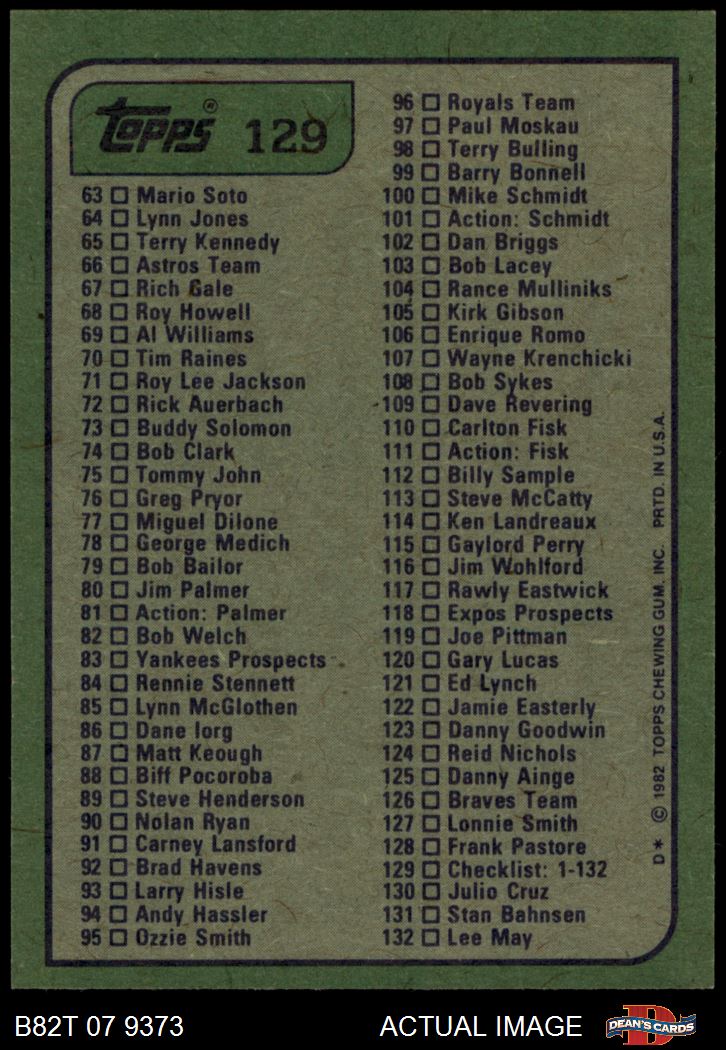 Topps® 129
63 □ Mario Soto
64 □ Lynn Jones
65 □ Terry Kennedy
66 □ Astros Team
67 □ Rich Gale
68 □ Roy Howell
69 □ Al Williams
70 □ Tim Raines
71 □ Roy Lee Jackson
72 □ Rick Auerbach
73 □ Buddy Solomon
74 □ Bob Clark
75 □ Tommy John
76 □ Greg Pryor
77 □ Miguel Dilone
78 □ George Medich
79 □ Bob Bailor
80 □ Jim Palmer
81 □ Action: Palmer
82 □ Bob Welch
83 □ Yankees Prospects
84 □ Rennie Stennett
85 □ Lynn McGlothen
86 □ Dane Iorg
87 □ Matt Keough
88 □ Biff Pocoroba
89 □ Steve Henderson
90 □ Nolan Ryan
91 □ Carney Lansford
92 □ Brad Havens
93 □ Larry Hisle
94 □ Andy Hassler
95 □ Ozzie Smith
96 □ Royals Team
97 □ Paul Moskau
98 □ Terry Bulling
99 □ Barry Bonnell
100 □ Mike Schmidt
101 □ Action: Schmidt
102 □ Dan Briggs
103 □ Bob Lacey
104 □ Rance Mulliniks
105 □ Kirk Gibson
106 □ Enrique Romo
107 □ Wayne Krenchicki
108 □ Bob Sykes
109 □ Dave Revering
110 □ Carlton Fisk
111 □ Action: Fisk
112 □ Billy Sample
113 □ Steve McCatty
114 □ Ken Landreaux
115 □ Gaylord Perry
116 □ Jim Wohlford
117 □ Rawly Eastwick
118 □ Expos Prospects
119 □ Joe Pittman
120 □ Gary Lucas
121 □ Ed Lynch
122 □ Jamie Easterly
123 □ Danny Goodwin
124 □ Reid Nichols
125 □ Danny Ainge
126 □ Braves Team
127 □ Lonnie Smith
128 □ Frank Pastore
129 □ Checklist: 1-132
130 □ Julio Cruz
131 □ Stan Bahnsen
132 □ Lee May
D* © 1982 TOPPS CHEWING GUM, INC. PRTD. IN U.S.A.
B82T 07 9373 ACTUAL IMAGE
D
DEAN'S CARDS